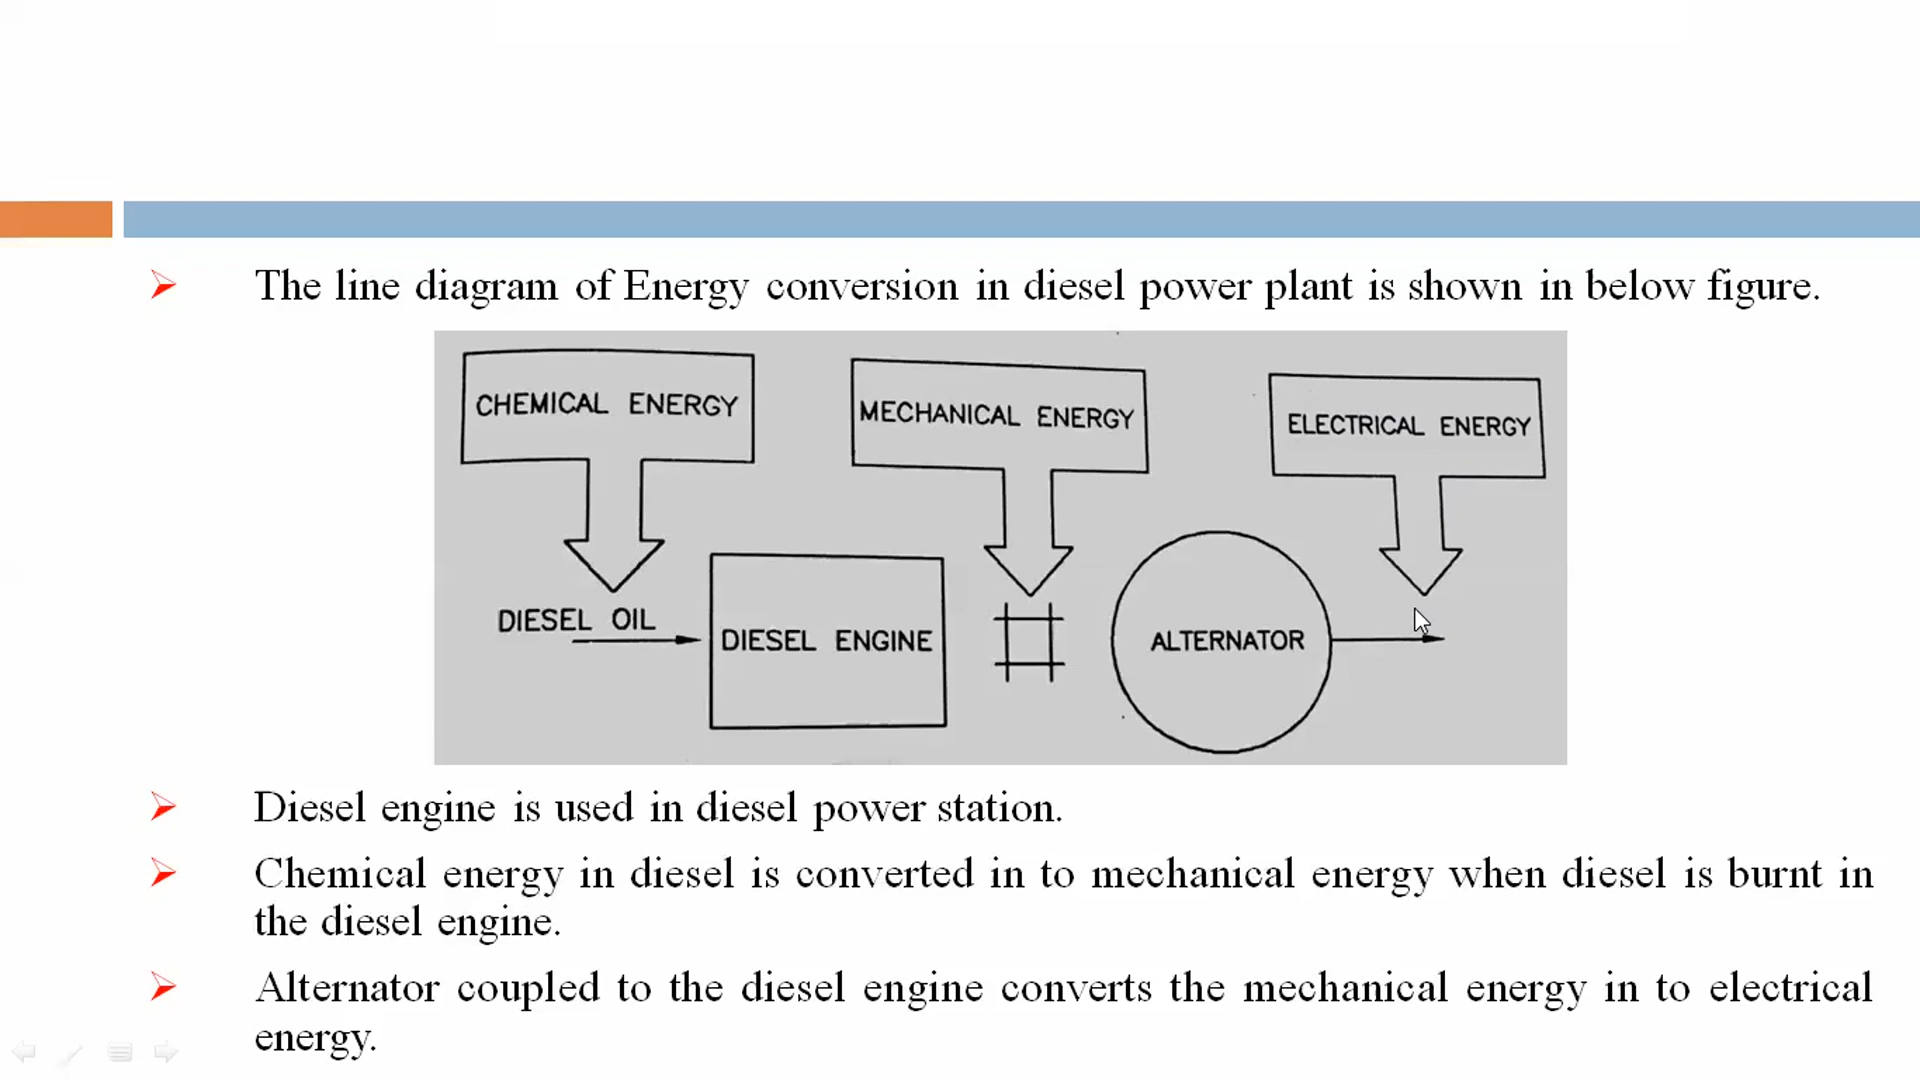 The line diagram of Energy conversion in diesel power plant is shown in below figure.
CHEMICAL ENERGY
MECHANICAL ENERGY
ELECTRICAL ENERGY
DIESEL OIL
DIESEL ENGINE
ALTERNATOR
Diesel engine is used in diesel power station.
Chemical energy in diesel is converted in to mechanical energy when diesel is burnt in
the diesel engine.
Alternator coupled to the diesel engine converts the mechanical energy in to electrical
energy.